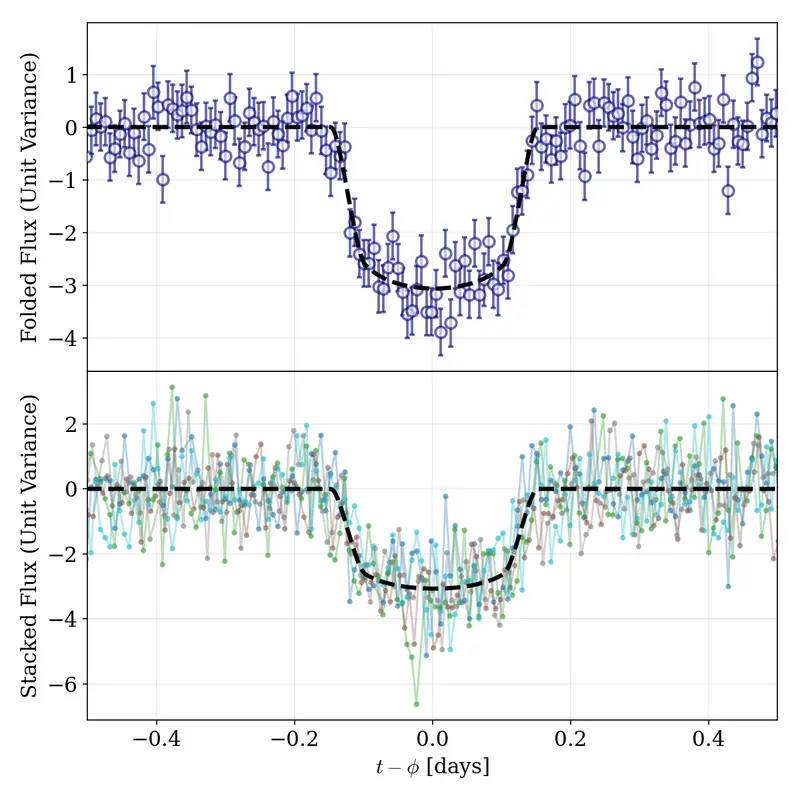 Folded Flux (Unit Variance)
1
0
−1
−2
−3
−4
Stacked Flux (Unit Variance)
2
0
−2
−4
−6
−0.4 −0.2 0.0 0.2 0.4
t − ϕ [days]